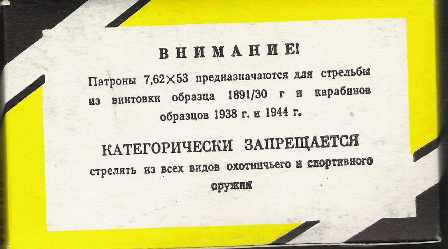 ВНИМАНИЕ!
Патроны 7,62×53 предназначаются для стрельбы
из винтовки образца 1891/30 г и карабинов
образцов 1938 г. и 1944 г.
КАТЕГОРИЧЕСКИ ЗАПРЕЩАЕТСЯ
стрелять из всех видов охотничьего и спортивного
оружия